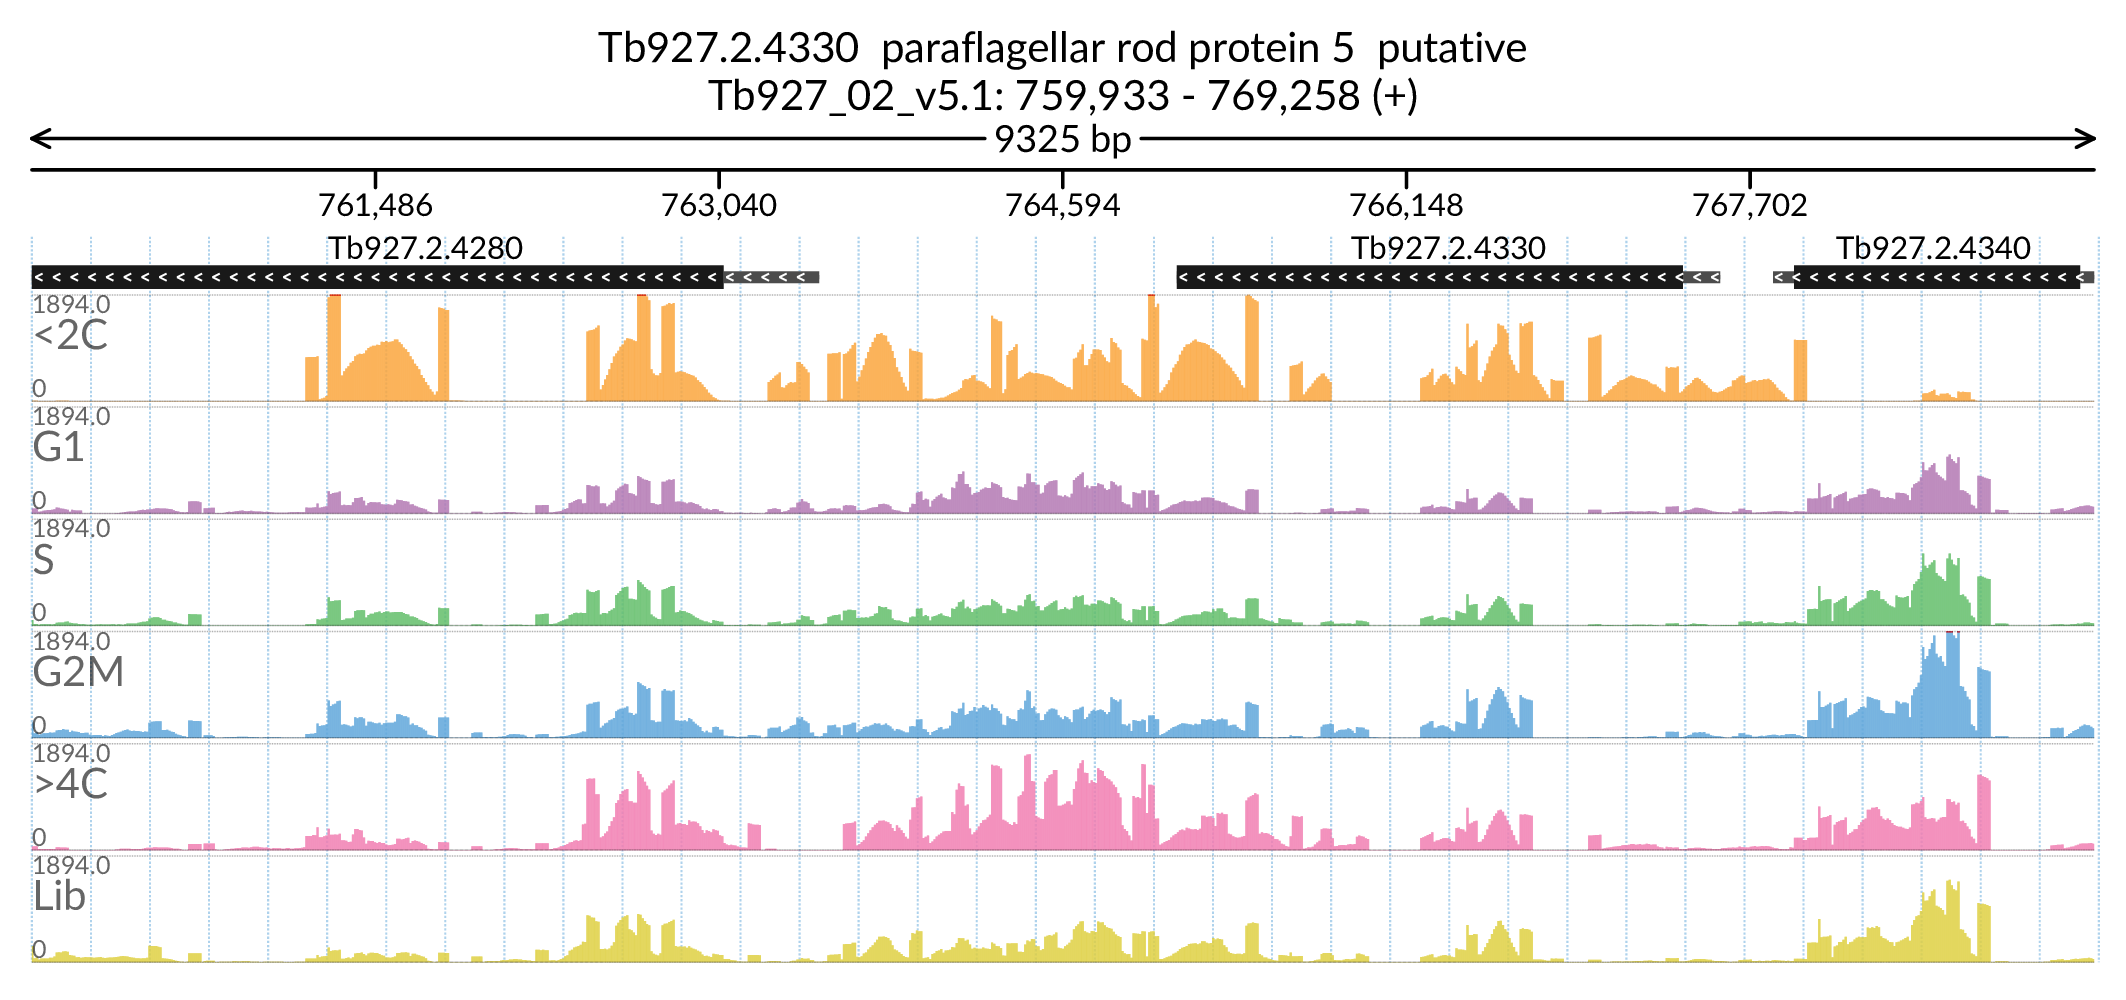 Tb927.2.4330  paraflagellar rod protein 5  putative
Tb927_02_v5.1: 759,933 - 769,258 (+)
9325 bp
761,486 763,040 764,594 766,148 767,702
Tb927.2.4280 Tb927.2.4330 Tb927.2.4340
1894.0
<2C
0
1894.0
G1
0
1894.0
S
0
1894.0
G2M
0
1894.0
>4C
0
1894.0
Lib
0